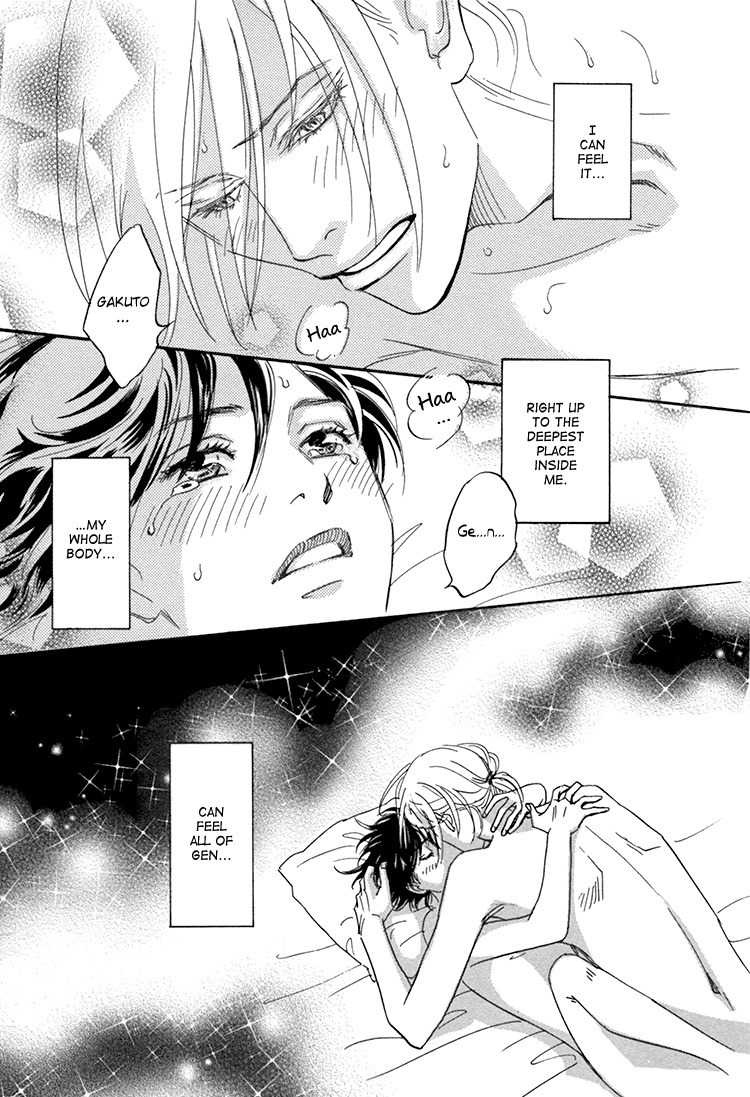 I
CAN
FEEL
IT...
GAKUTO
...
Haa
Haa
...
RIGHT UP
TO THE
DEEPEST
PLACE
INSIDE
ME.
Ge...n...
...MY
WHOLE
BODY...
CAN
FEEL
ALL OF
GEN...